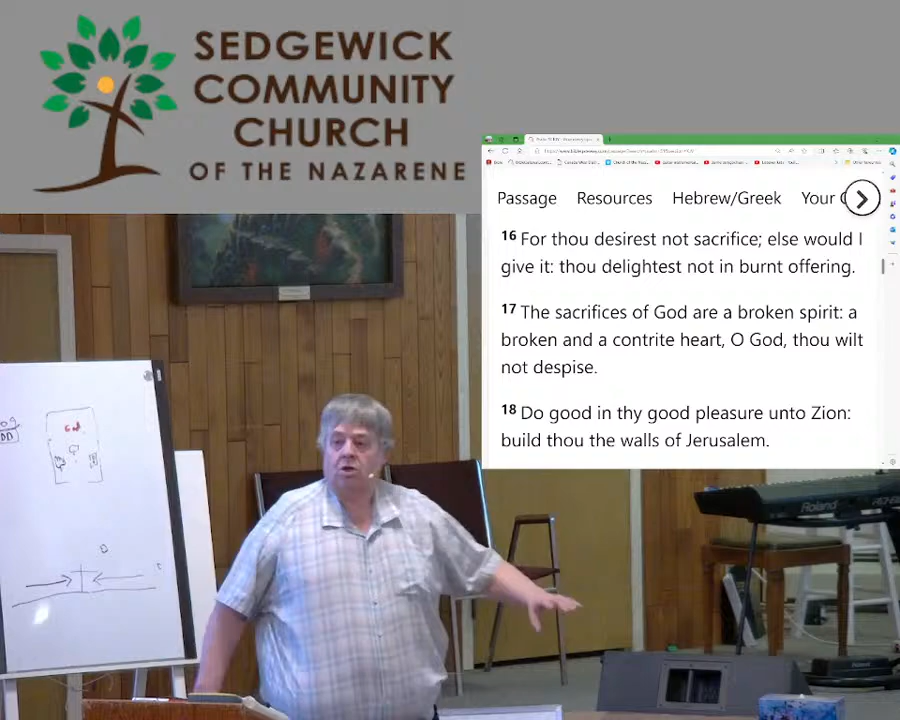 SEDGEWICK
COMMUNITY
CHURCH
OF THE NAZARENE
Passage Resources Hebrew/Greek Your
16 For thou desirest not sacrifice; else would I
give it: thou delightest not in burnt offering.
17 The sacrifices of God are a broken spirit: a
broken and a contrite heart, O God, thou wilt
not despise.
18 Do good in thy good pleasure unto Zion:
build thou the walls of Jerusalem.
God
Roland